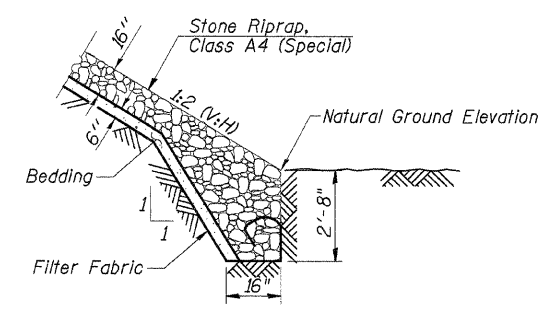 Stone Riprap,
Class A4 (Special)
16"
1:2 (V:H)
Natural Ground Elevation
6"
Bedding
1
1
2'-8"
Filter Fabric
16"